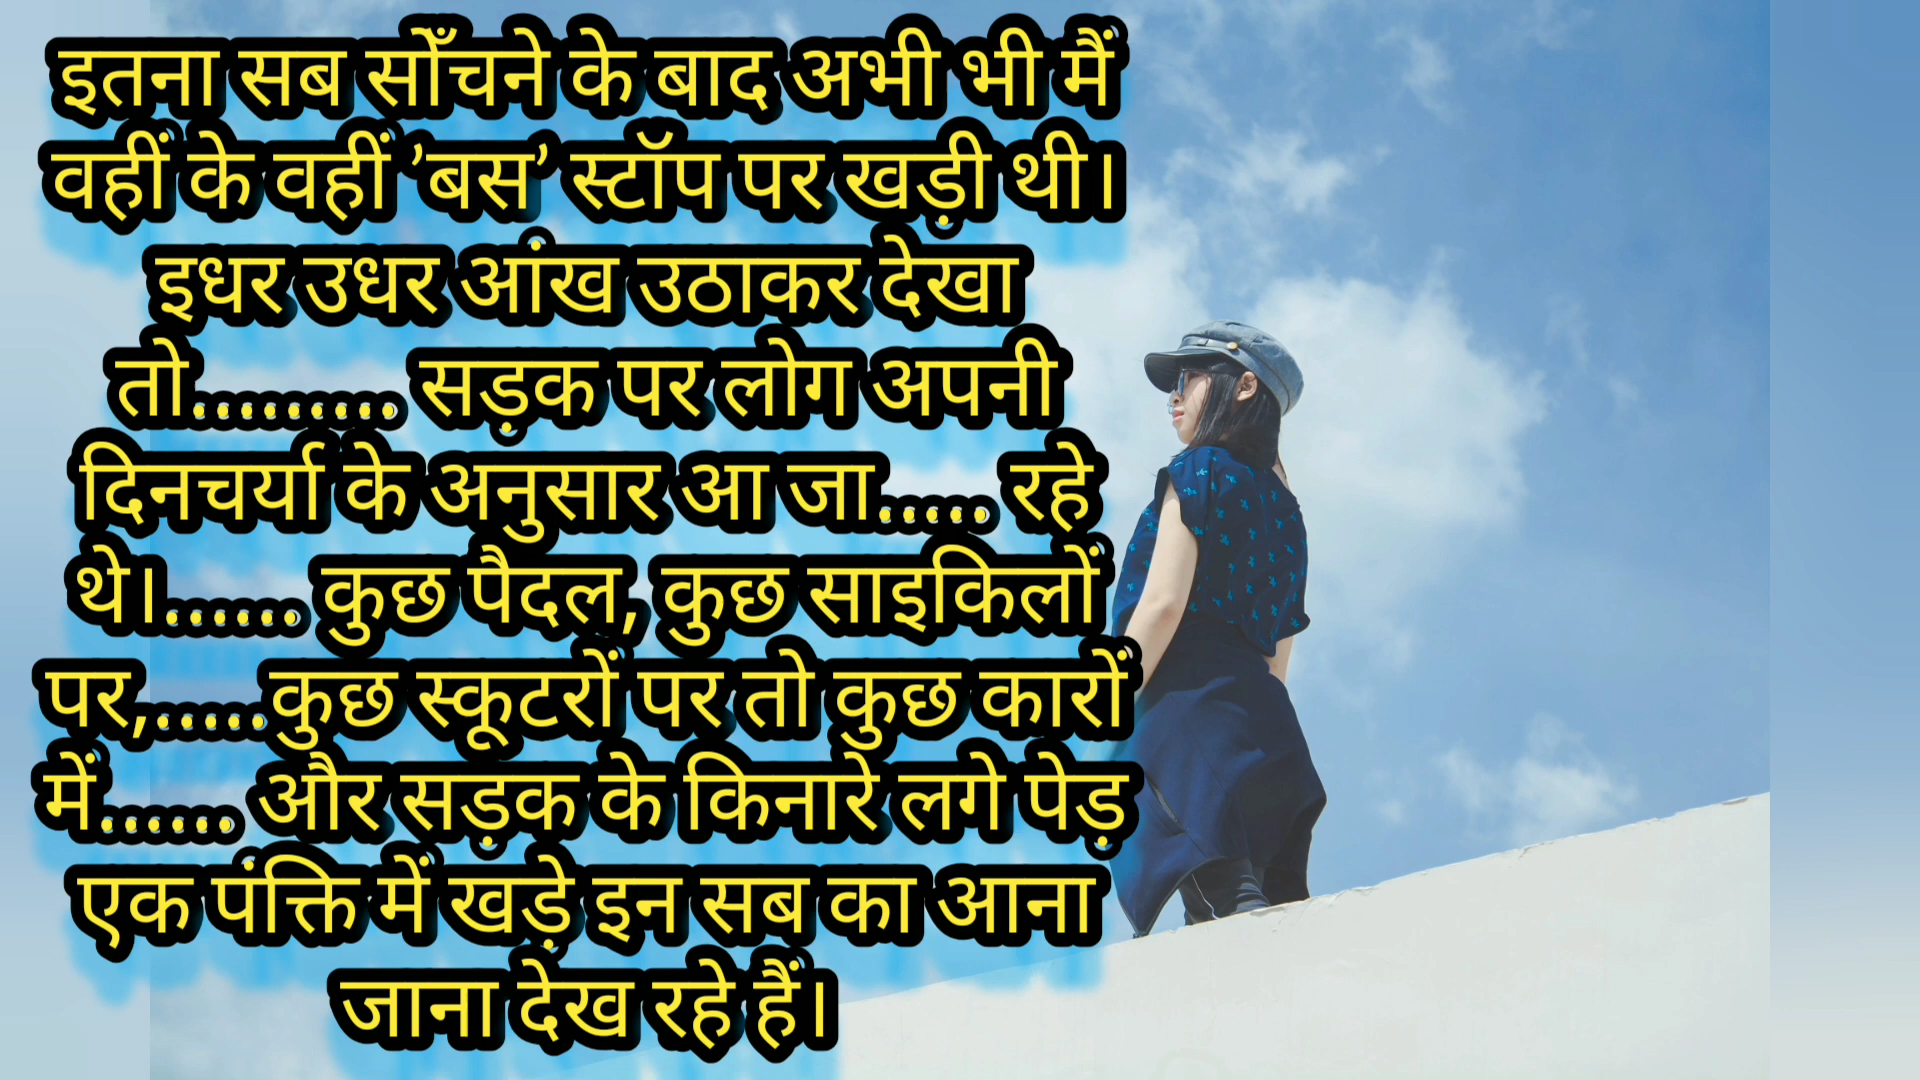 इतना सब सोँचने के बाद अभी भी मैं
वहीं के वहीं ’बस’ स्टॉप पर खड़ी थी।
इधर उधर आंख उठाकर देखा
तो......... सड़क पर लोग अपनी
दिनचर्या के अनुसार आ जा..... रहे
थे।...... कुछ पैदल, कुछ साइकिलों
पर,.....कुछ स्कूटरों पर तो कुछ कारों
में...... और सड़क के किनारे लगे पेड़
एक पंक्ति में खड़े इन सब का आना
जाना देख रहे हैं।